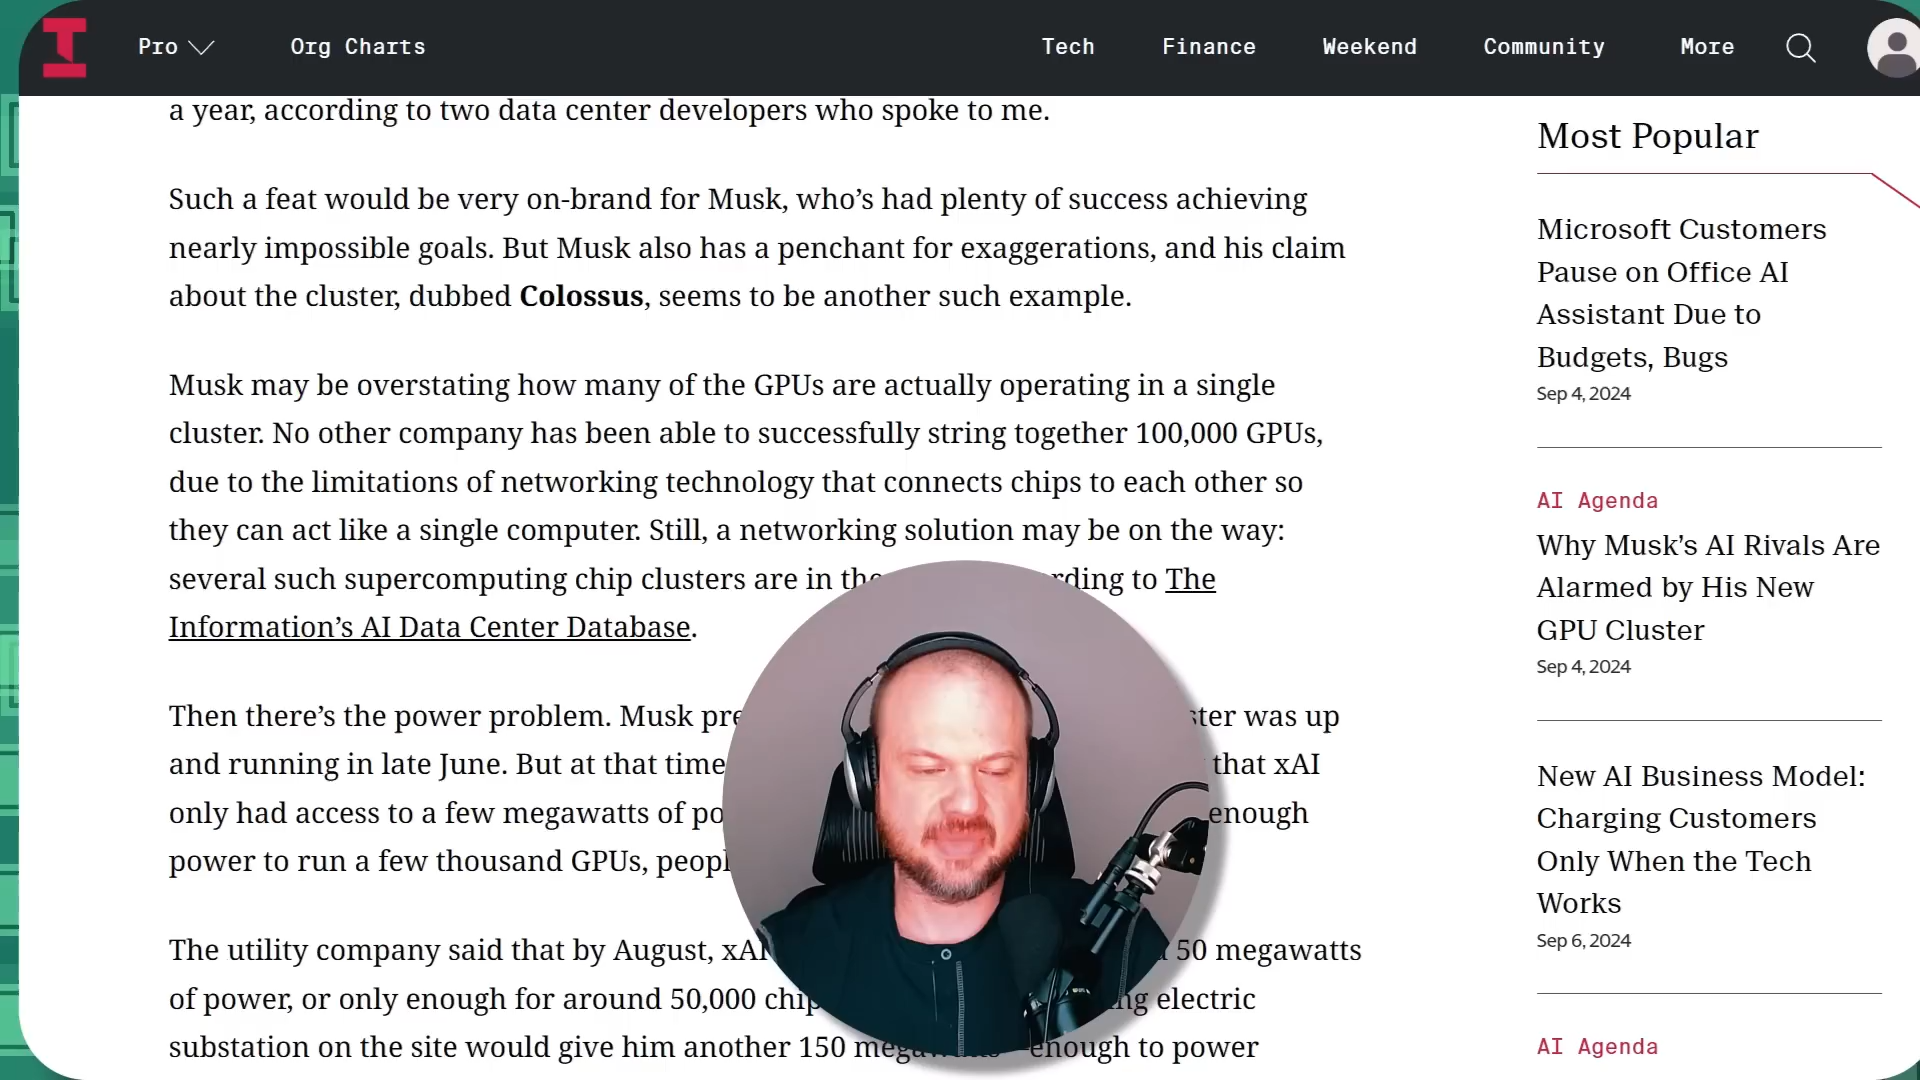 Pro
Org Charts
Tech
Finance
Weekend
Community
More
a year, according to two data center developers who spoke to me.
Such a feat would be very on-brand for Musk, who’s had plenty of success achieving
nearly impossible goals. But Musk also has a penchant for exaggerations, and his claim
about the cluster, dubbed Colossus, seems to be another such example.
Musk may be overstating how many of the GPUs are actually operating in a single
cluster. No other company has been able to successfully string together 100,000 GPUs,
due to the limitations of networking technology that connects chips to each other so
they can act like a single computer. Still, a networking solution may be on the way:
several such supercomputing chip clusters are in the to The
Information’s AI Data Center Database.
Then there’s the power problem. Musk was up
and running in late June. But at that time that xAI
only had access to a few megawatts of enough
power to run a few thousand GPUs,
The utility company said that by August, 50 megawatts
of power, or only enough for around 50,000 electric
substation on the site would give him another 150 enough to power
Most Popular
Microsoft Customers
Pause on Office AI
Assistant Due to
Budgets, Bugs
Sep 4, 2024
AI Agenda
Why Musk’s AI Rivals Are
Alarmed by His New
GPU Cluster
Sep 4, 2024
New AI Business Model:
Charging Customers
Only When the Tech
Works
Sep 6, 2024
AI Agenda